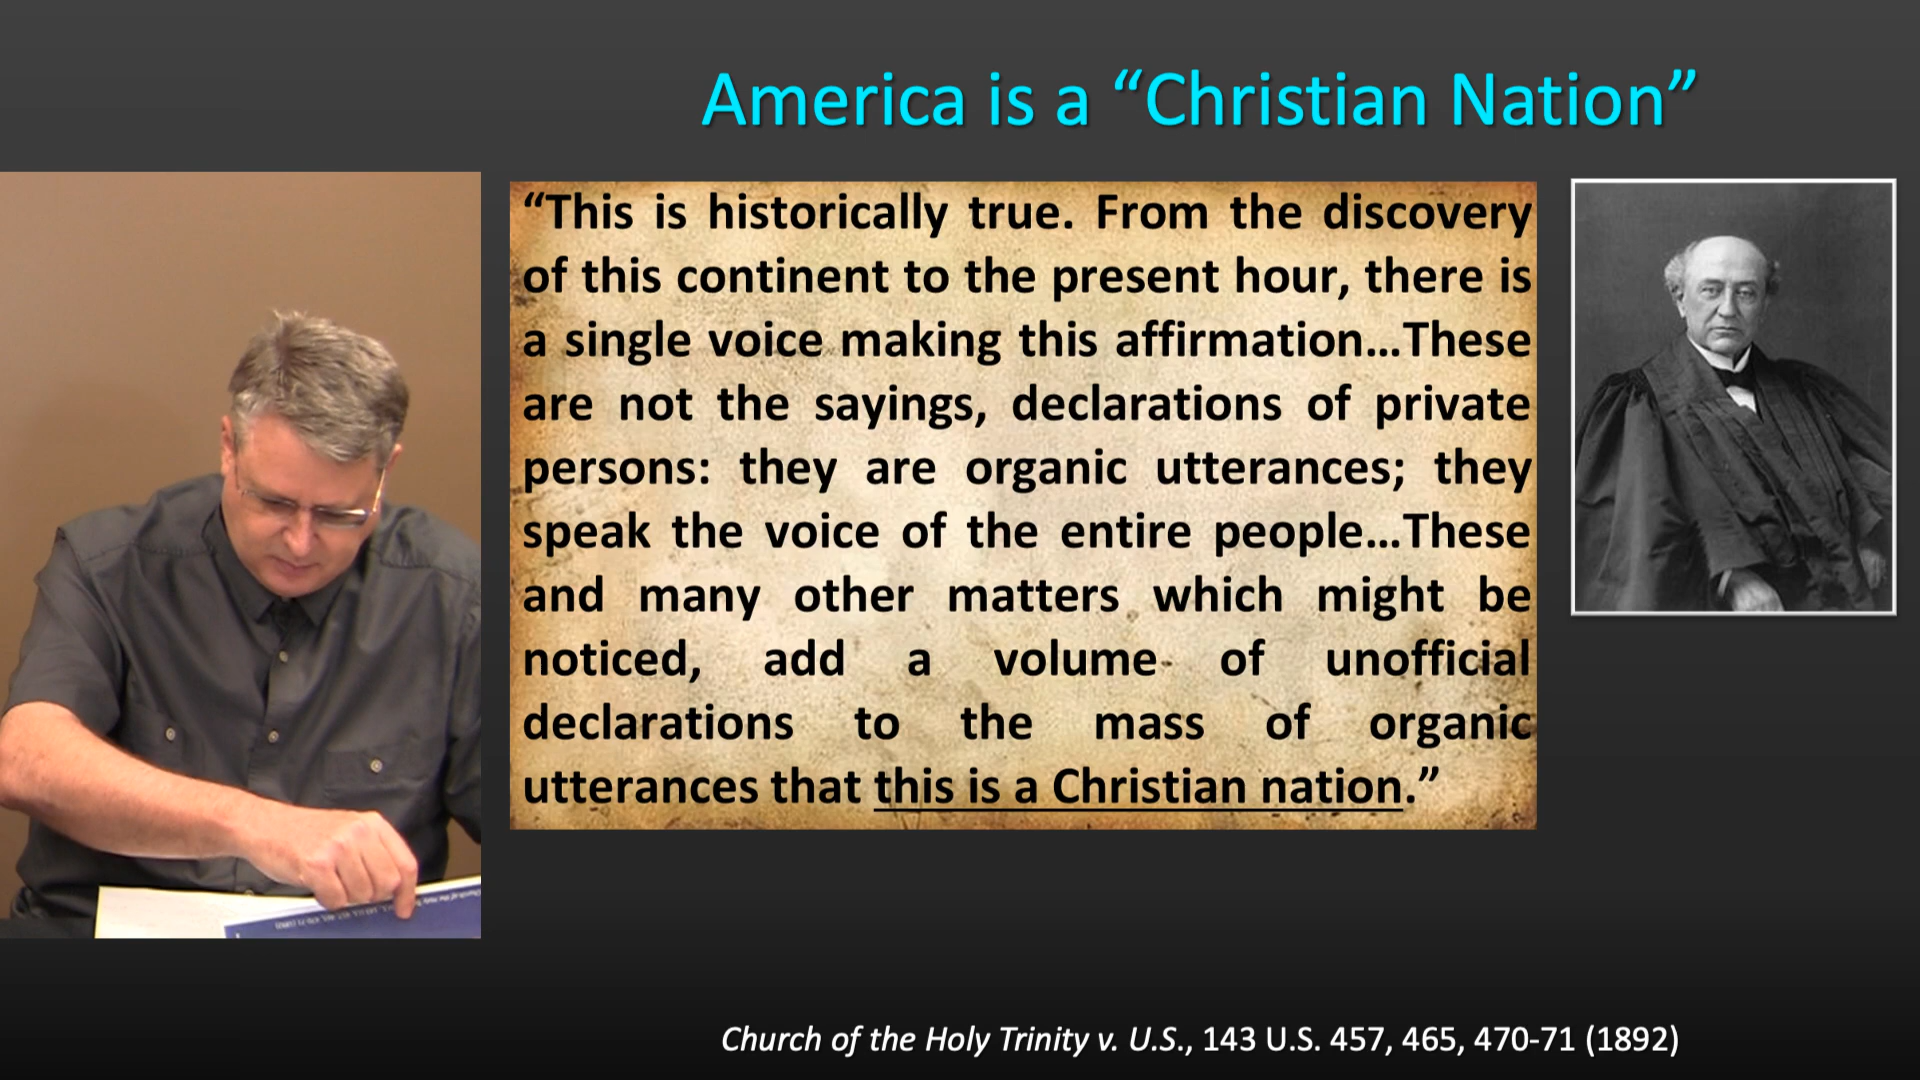 America is a “Christian Nation”
“This is historically true. From the discovery
of this continent to the present hour, there is
a single voice making this affirmation...These
are not the sayings, declarations of private
persons: they are organic utterances; they
speak the voice of the entire people...These
and many other matters which might be
noticed, add a volume of unofficial
declarations to the mass of organic
utterances that this is a Christian nation.”
Church of the Holy Trinity v. U.S., 143 U.S. 457, 465, 470-71 (1892)